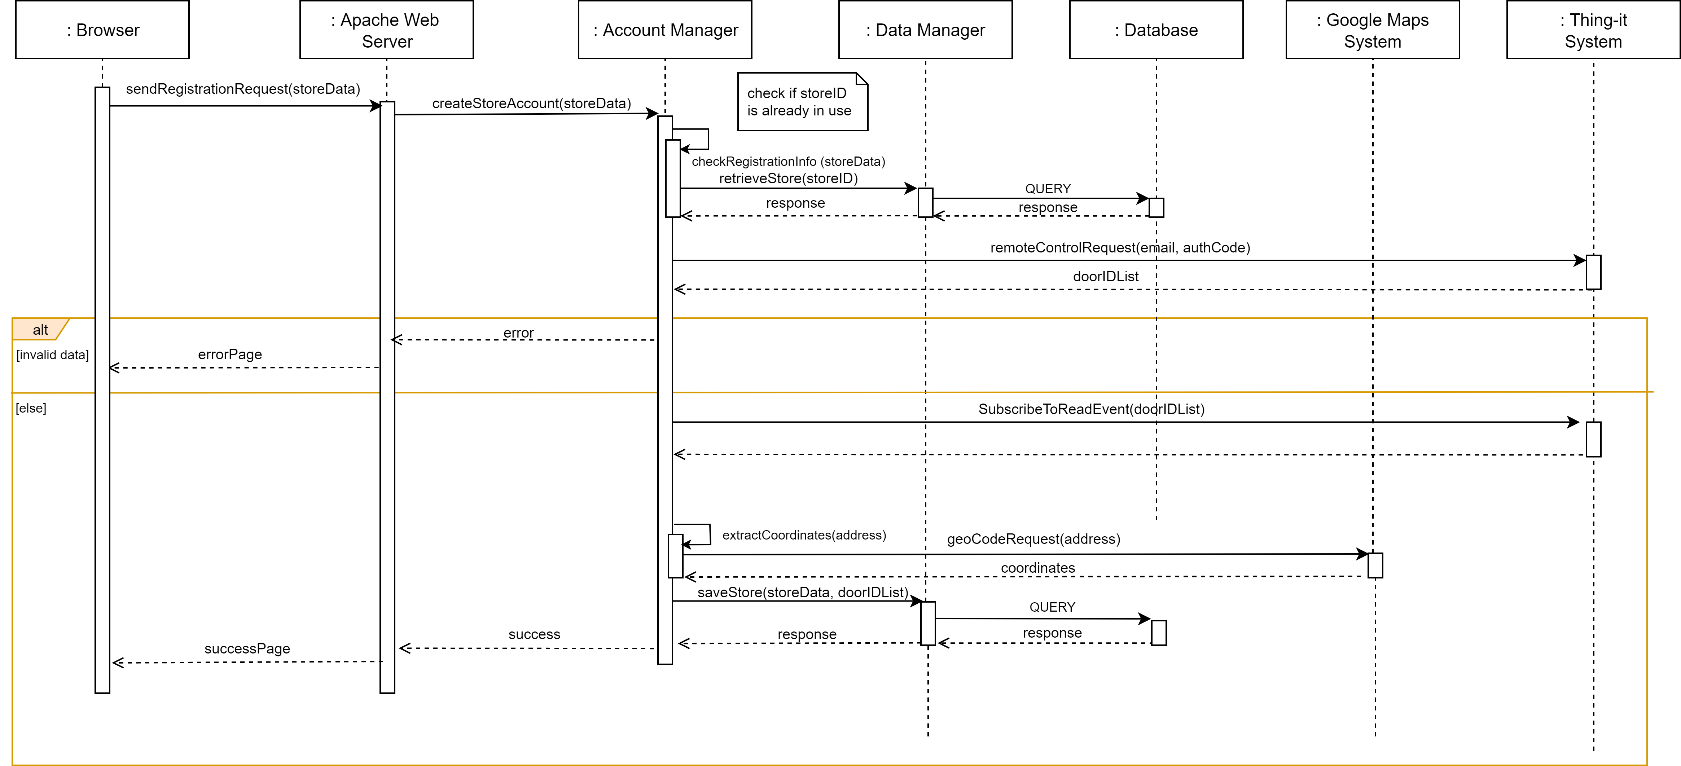 : Browser
: Apache Web
Server
: Account Manager
: Data Manager
: Database
: Google Maps
System
: Thing-it
System
sendRegistrationRequest(storeData)
createStoreAccount(storeData)
check if storeID
is already in use
checkRegistrationInfo (storeData)
retrieveStore(storeID)
QUERY
response
response
remoteControlRequest(email, authCode)
doorIDList
alt
error
[invalid data]
errorPage
[else]
SubscribeToReadEvent(doorIDList)
extractCoordinates(address)
geoCodeRequest(address)
coordinates
saveStore(storeData, doorIDList)
QUERY
response
response
success
successPage